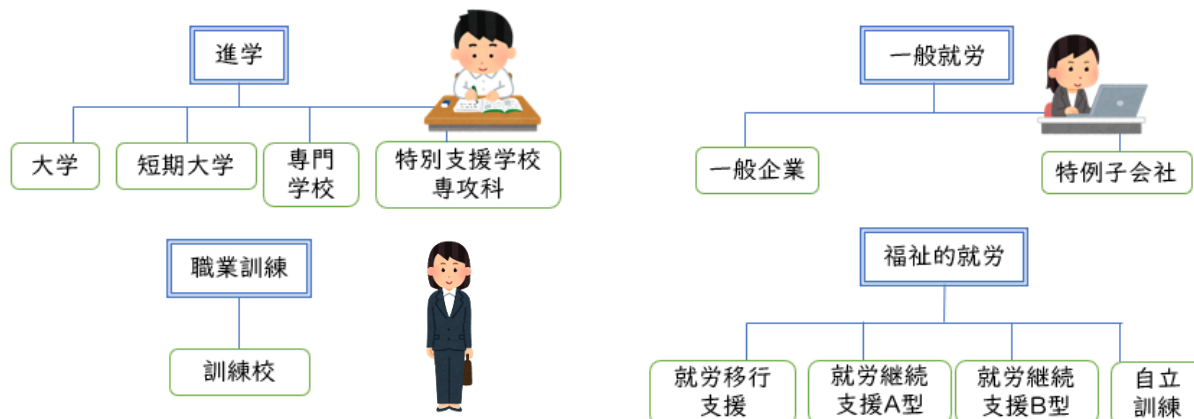 進学
大学
短期大学
専門
学校
特別支援学校
専攻科
一般就労
一般企業
特例子会社
職業訓練
訓練校
福祉的就労
就労移行
支援
就労継続
支援A型
就労継続
支援B型
自立
訓練